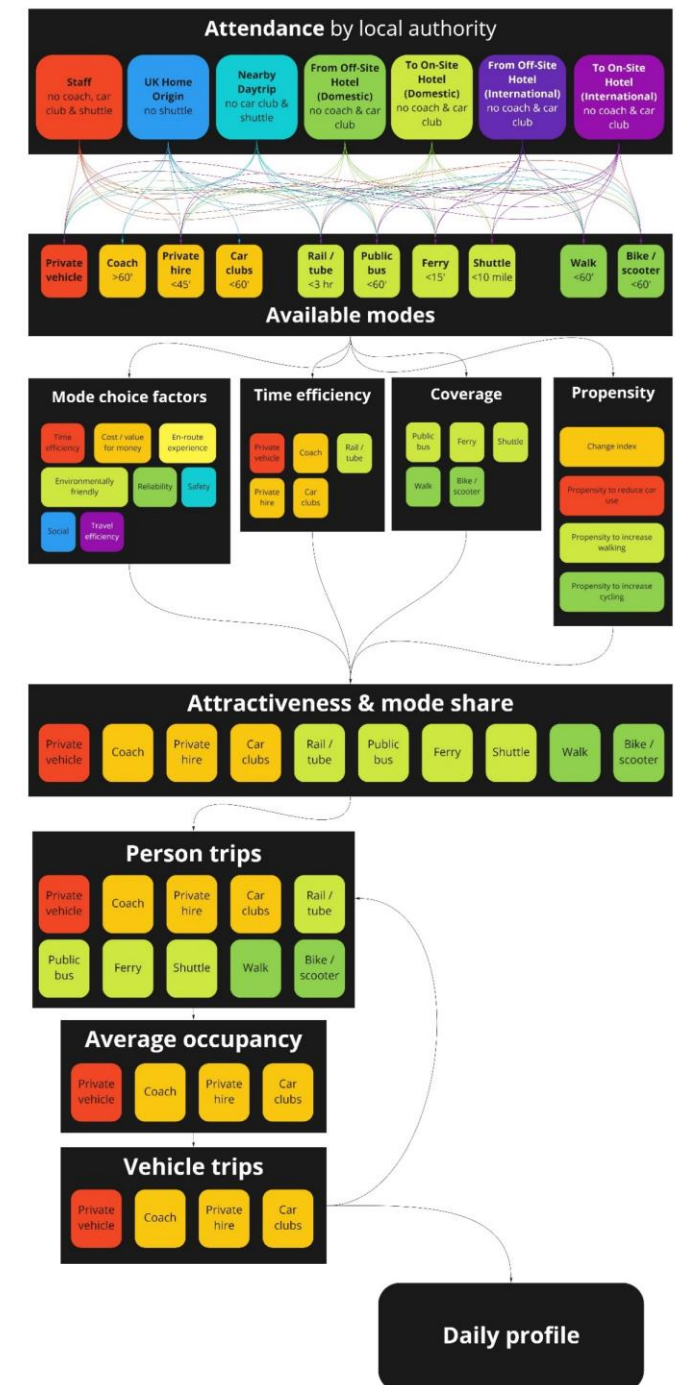 Attendance by local authority
Staff
no coach, car
club & shuttle
UK Home
Origin
no shuttle
Nearby
Daytrip
no car club &
shuttle
From Off-Site
Hotel
(Domestic)
no coach & car
club
To On-Site
Hotel
(Domestic)
no coach & car
club
From Off-Site
Hotel
(International)
no coach & car
club
To On-Site
Hotel
(International)
no coach & car
club
Private
vehicle
Coach
>60'
Private
hire
<45'
Car
clubs
<60'
Rail /
tube
<3 hr
Public
bus
<60'
Ferry
<15'
Shuttle
<10 mile
Walk
<60'
Bike /
scooter
<60'
Available modes
Mode choice factors
Time
efficiency
Cost / value
for money
En-route
experience
Environmentally
friendly
Reliability
Safety
Social
Travel
efficiency
Time efficiency
Private
vehicle
Coach
Rail /
tube
Private
hire
Car
clubs
Coverage
Public
bus
Ferry
Shuttle
Walk
Bike /
scooter
Propensity
Change index
Propensity to reduce car
use
Propensity to increase
walking
Propensity to increase
cycling
Attractiveness & mode share
Private
vehicle
Coach
Private
hire
Car
clubs
Rail /
tube
Public
bus
Ferry
Shuttle
Walk
Bike /
scooter
Person trips
Private
vehicle
Coach
Private
hire
Car
clubs
Rail /
tube
Public
bus
Ferry
Shuttle
Walk
Bike /
scooter
Average occupancy
Private
vehicle
Coach
Private
hire
Car
clubs
Vehicle trips
Private
vehicle
Coach
Private
hire
Car
clubs
Daily profile